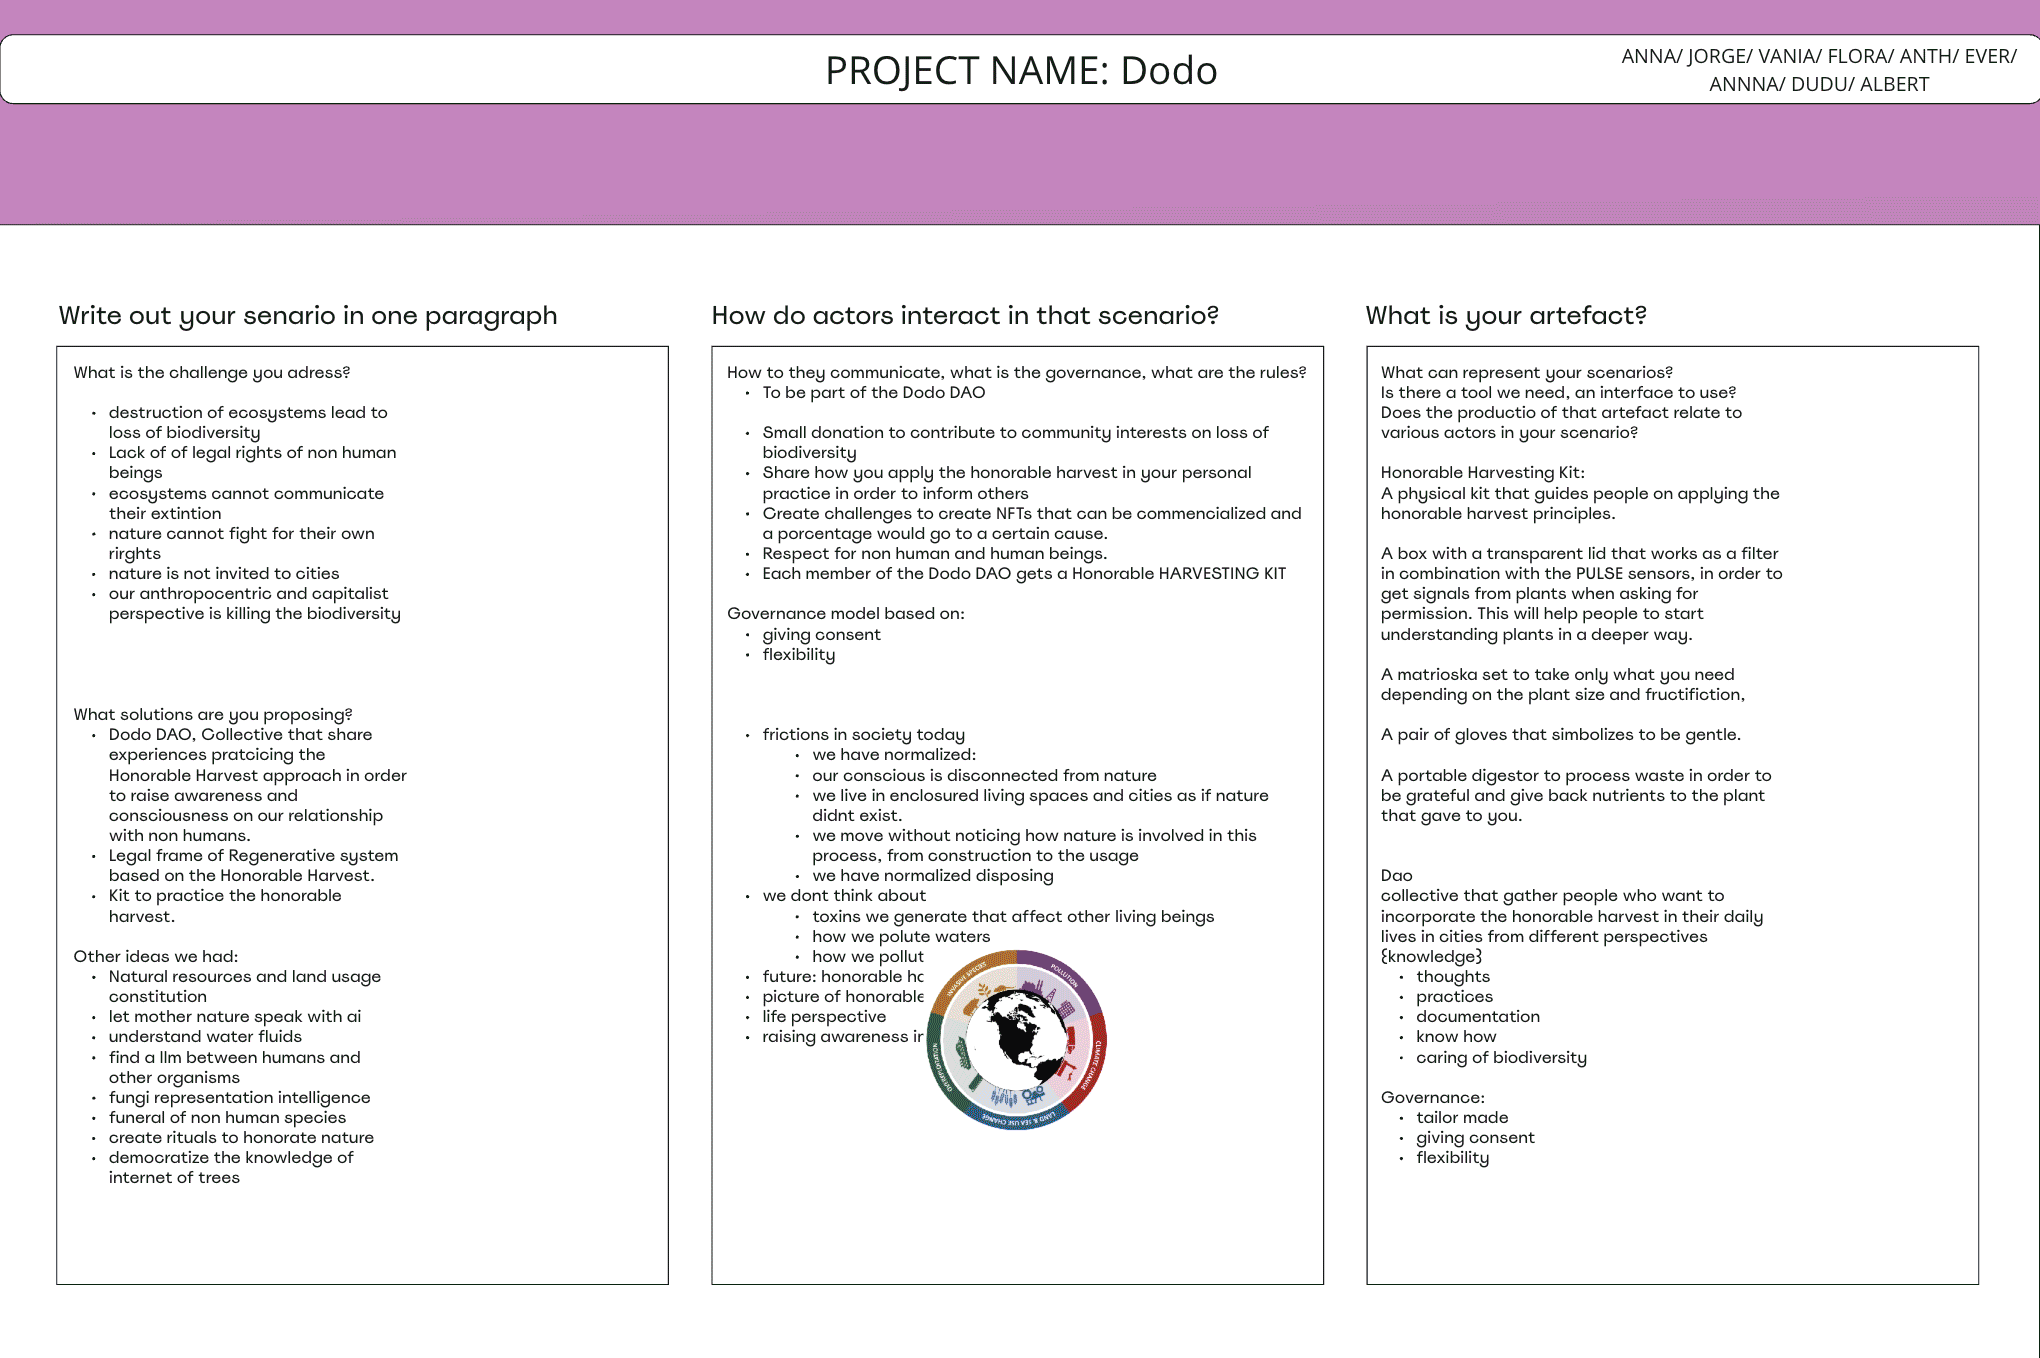 PROJECT NAME: Dodo
ANNA/ JORGE/ VANIA/ FLORA/ ANTH/ EVER/
ANNNA/ DUDU/ ALBERT
Write out your senario in one paragraph
What is the challenge you adress?
• destruction of ecosystems lead to
loss of biodiversity
• Lack of of legal rights of non human
beings
• ecosystems cannot communicate
their extintion
• nature cannot fight for their own
rirghts
• nature is not invited to cities
• our anthropocentric and capitalist
perspective is killing the biodiversity
What solutions are you proposing?
• Dodo DAO, Collective that share
experiences pratcicing the
Honorable Harvest approach in order
to raise awareness and
consciousness on our relationship
with non humans.
• Legal frame of Regenerative system
based on the Honorable Harvest.
• Kit to practice the honorable
harvest.
Other ideas we had:
• Natural resources and land usage
constitution
• let mother nature speak with ai
• understand water fluids
• find a llm between humans and
other organisms
• fungi representation intelligence
• funeral of non human species
• create rituals to honorate nature
• democratize the knowledge of
internet of trees
How do actors interact in that scenario?
How to they communicate, what is the governance, what are the rules?
• To be part of the Dodo DAO
• Small donation to contribute to community interests on loss of
biodiversity
• Share how you apply the honorable harvest in your personal
practice in order to inform others
• Create challenges to create NFTs that can be commencialized and
a porcentage would go to a certain cause.
• Respect for non human and human beings.
• Each member of the Dodo DAO gets a Honorable HARVESTING KIT
Governance model based on:
• giving consent
• flexibility
• frictions in society today
• we have normalized:
• our conscious is disconnected from nature
• we live in enclosured living spaces and cities as if nature
didnt exist.
• we move without noticing how nature is involved in this
process, from construction to the usage
• we have normalized disposing
• we dont think about
• toxins we generate that affect other living beings
• how we polute waters
• how we pollut
• future: honorable
• picture of honorable
• life perspective
• raising awareness
INVASIVE SPECIES
POLLUTION
CLIMATE CHANGE
LAND & SEA USE CHANGE
OVEREXPLOITATION
What is your artefact?
What can represent your scenarios?
Is there a tool we need, an interface to use?
Does the productio of that artefact relate to
various actors in your scenario?
Honorable Harvesting Kit:
A physical kit that guides people on applying the
honorable harvest principles.
A box with a transparent lid that works as a filter
in combination with the PULSE sensors, in order to
get signals from plants when asking for
permission. This will help people to start
understanding plants in a deeper way.
A matrioska set to take only what you need
depending on the plant size and fructifiction,
A pair of gloves that simbolizes to be gentle.
A portable digestor to process waste in order to
be grateful and give back nutrients to the plant
that gave to you.
Dao
collective that gather people who want to
incorporate the honorable harvest in their daily
lives in cities from different perspectives
{knowledge}
• thoughts
• practices
• documentation
• know how
• caring of biodiversity
Governance:
• tailor made
• giving consent
• flexibility